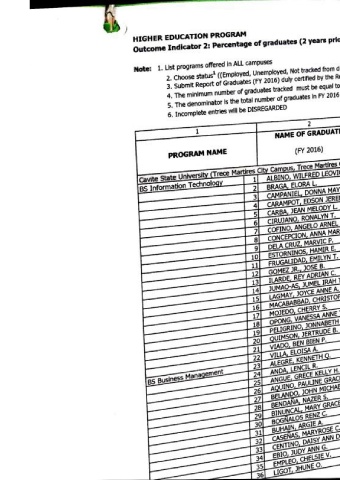 HIGHER EDUCATION PROGRAM
Outcome Indicator 2: Percentage of graduates (2 years prio
Note: 1. List programs offered in ALL campuses
2. Choose status¹ ((Employed, Unemployed, Not tracked from d
3. Submit Report of Graduates (FY 2016) duly certified by the Re
4. The minimum number of graduates tracked must be equal to
5. The denominator is the total number of graduates in FY 2016
6. Incomplete entries will be DISREGARDED
1 2
PROGRAM NAME NAME OF GRADUATE
(FY 2016)
Cavite State University (Trece Martires City Campus, Trece Martires
BS Information Technology 1 ALBINO, WILFRED LEOVIC
2 BRAGA, ELORA L.
3 CAMPANIEL, DONNA MAY
4 CARAMPOT, EDSON JERE
5 CARBA, JEAN MELODY L.
6 CIRUJANO, RONALYN T.
7 COFINO, ANGELO ARNEL
8 CONCEPCION, ANNA MAR
9 DELA CRUZ, MARVIC P.
10 ESTORNINOS, HAMIR E.
11 FRUGALIDAD, EMILYN T.
12 GOMEZ JR., JOSE B.
13 ILARDE, REY ADRIAN C.
14 JUMAO-AS, JUMEL JIRAH
15 LAGMAY, JOYCE ANNE A.
16 MACABABBAD, CHRISTOP
17 MOJEDO, CHERRY S.
18 OPONG, VANESSA ANNE
19 PELIGRINO, JONNABETH
20 QUIMSON, JERTRUDE B.
21 VIADO, BEN BIEN P.
22 VILLA, ELOISA A.
BS Business Management 23 ALEGRE, KENNETH Q.
24 ANDA, LENCIL R.
25 ANGUE, GRECE KELLY H.
26 AQUINO, PAULINE GRAC
27 BELANDO, JOHN MICHAE
28 BENDAÑA, NAZER S.
29 BINUNCAL, MARY GRACE
30 BOGÑALOS RENZ C.
31 BUHAIN, ARGIE A.
32 CASEÑAS, MARYROSE C.
33 CENTINO, DAISY ANN D
34 EBIO, JUDY ANN G.
35 EMPLEO, CHELSIE V.
36 LIGOT, JHUNE O.